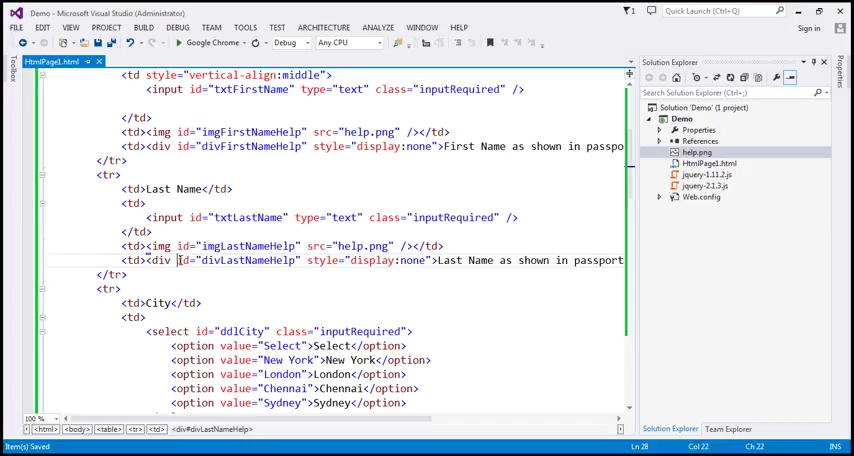 Demo - Microsoft Visual Studio (Administrator)
1
Quick Launch (Ctrl+Q)
FILE EDIT VIEW PROJECT BUILD DEBUG TEAM TOOLS TEST ARCHITECTURE ANALYZE WINDOW HELP
Sign in
Google Chrome Debug Any CPU
Toolbox
HtmlPage1.html
<td style="vertical-align:middle">
<input id="txtFirstName" type="text" class="inputRequired" />
</td>
<td><img id="imgFirstNameHelp" src="help.png" /></td>
<td><div id="divFirstNameHelp" style="display:none">First Name as shown in passpo
</tr>
<tr>
<td>Last Name</td>
<td>
<input id="txtLastName" type="text" class="inputRequired" />
</td>
<td><img id="imgLastNameHelp" src="help.png" /></td>
<td><div id="divLastNameHelp" style="display:none">Last Name as shown in passport
</tr>
<tr>
<td>City</td>
<td>
<select id="ddlCity" class="inputRequired">
<option value="Select">Select</option>
<option value="New York">New York</option>
<option value="London">London</option>
<option value="Chennai">Chennai</option>
<option value="Sydney">Sydney</option>
100 %
<html> <body> <table> <tr> <td> <div#divLastNameHelp>
Solution Explorer
Search Solution Explorer (Ctrl+;)
Solution 'Demo' (1 project)
Demo
Properties
References
help.png
HtmlPage1.html
jquery-1.11.2.js
jquery-2.1.3.js
Web.config
Solution Explorer Team Explorer
Properties
Item(s) Saved Ln 28 Col 22 Ch 22 INS